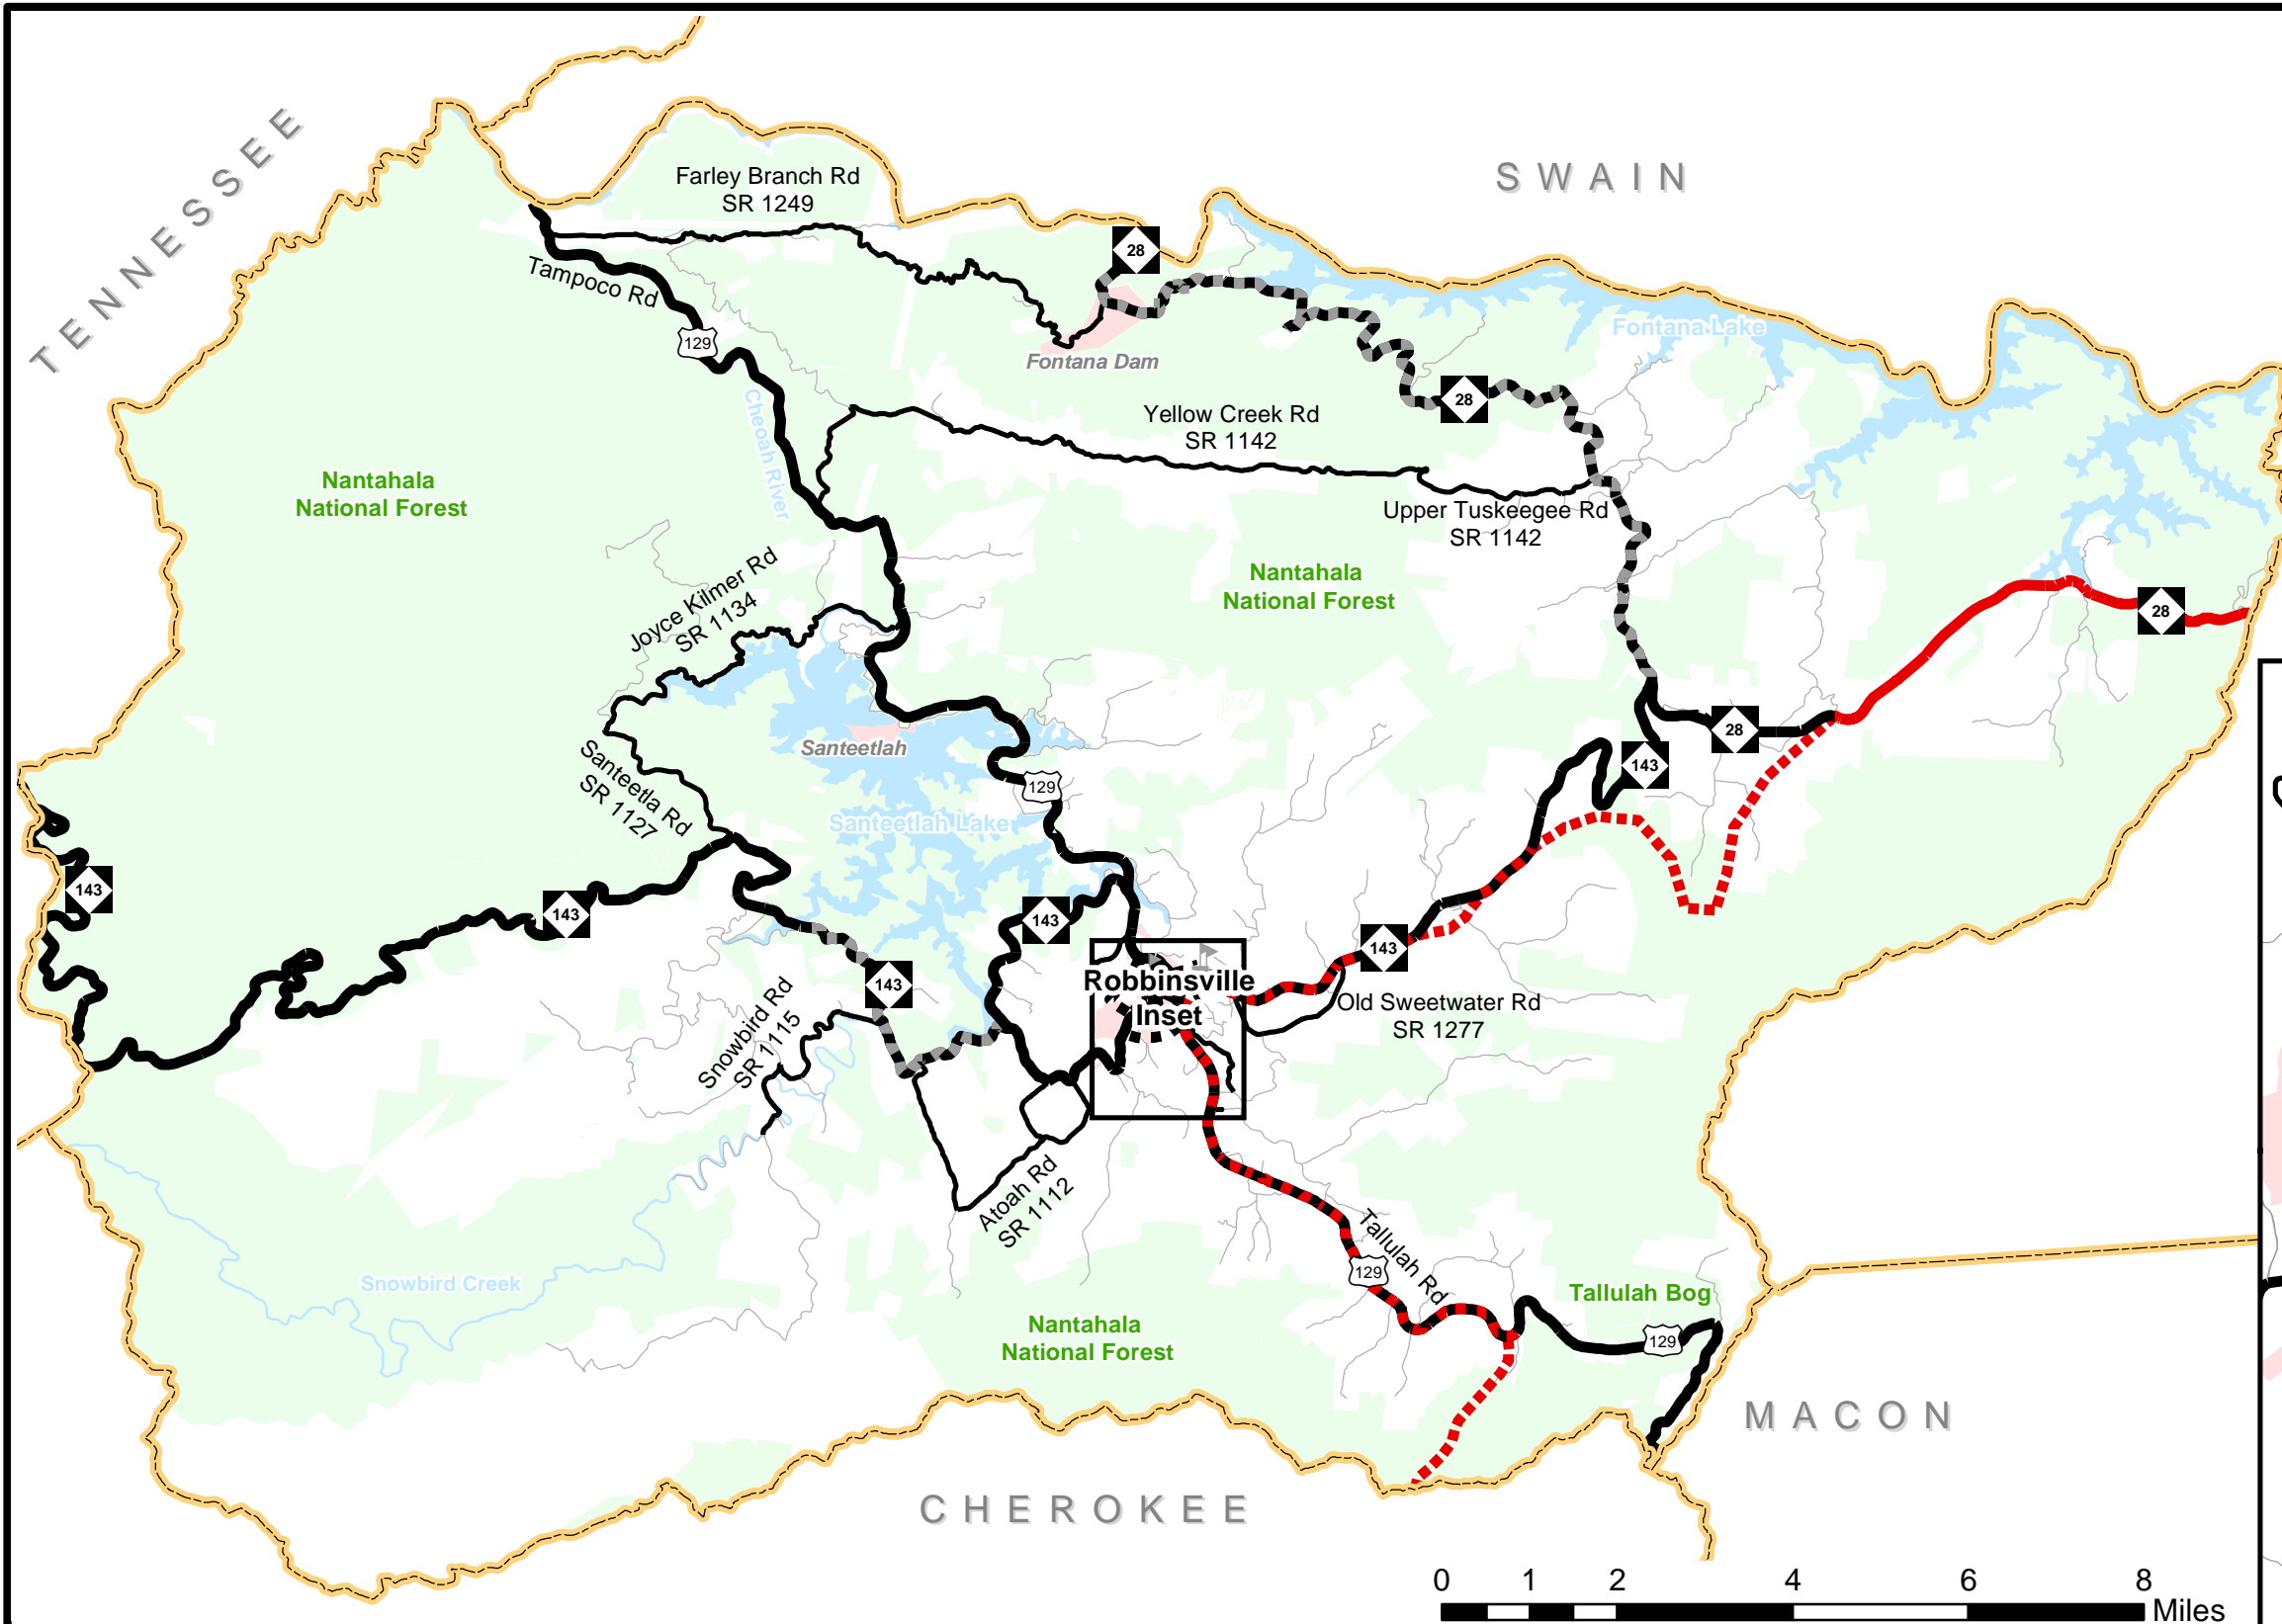 TENNESSEE
SWAIN
Farley Branch Rd
SR 1249
28
Tampoco Rd
129
Fontana Dam
Fontana Lake
Cheoah River
28
Yellow Creek Rd
SR 1142
Nantahala
National Forest
Upper Tuskeegee Rd
SR 1142
Joyce Kilmer Rd
SR 1134
Nantahala
National Forest
28
Santeetlah
28
143
Santeetla Rd
SR 1127
129
Santeetlah Lake
143
143
143
143
143
Robbinsville
Inset
Old Sweetwater Rd
SR 1277
Snowbird Rd
SR 1115
Atoah Rd
SR 1112
Tallulah Rd
129
Snowbird Creek
Tallulah Bog
Nantahala
National Forest
129
MACON
CHEROKEE
0 1 2 4 6 8
Miles